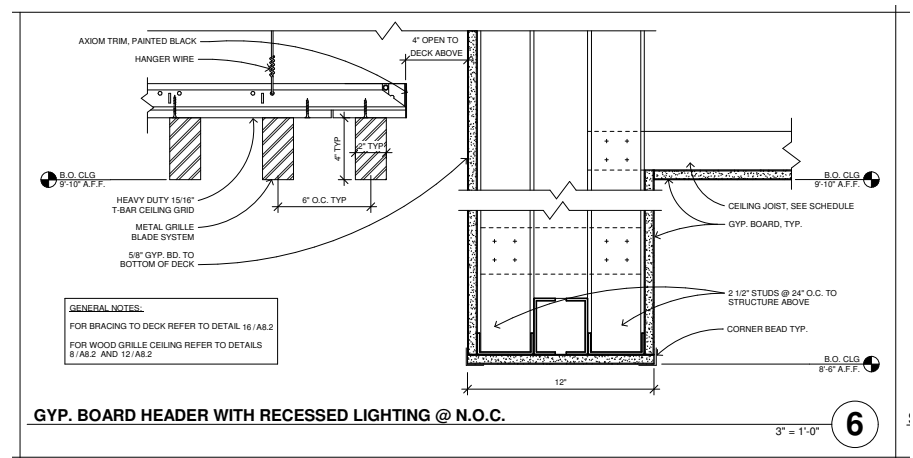 6
AXIOM TRIM, PAINTED BLACK
HANGER WIRE
4" OPEN TO
DECK ABOVE
2" TYP
4" TYP
B.O. CLG
9'-10" A.F.F.
6" O.C. TYP
HEAVY DUTY 15/16"
T-BAR CEILING GRID
METAL GRILLE
BLADE SYSTEM
5/8" GYP. BD. TO
BOTTOM OF DECK
B.O. CLG
9'-10" A.F.F.
CEILING JOIST, SEE SCHEDULE
GYP. BOARD, TYP.
2 1/2" STUDS @ 24" O.C. TO
STRUCTURE ABOVE
CORNER BEAD TYP.
B.O. CLG
8'-6" A.F.F.
12"
GENERAL NOTES:
FOR BRACING TO DECK REFER TO DETAIL 16 /A8.2
FOR WOOD GRILLE CEILING REFER TO DETAILS
8 /A8.2 AND 12 /A8.2
GYP. BOARD HEADER WITH RECESSED LIGHTING @ N.O.C.
3" = 1'-0"
6